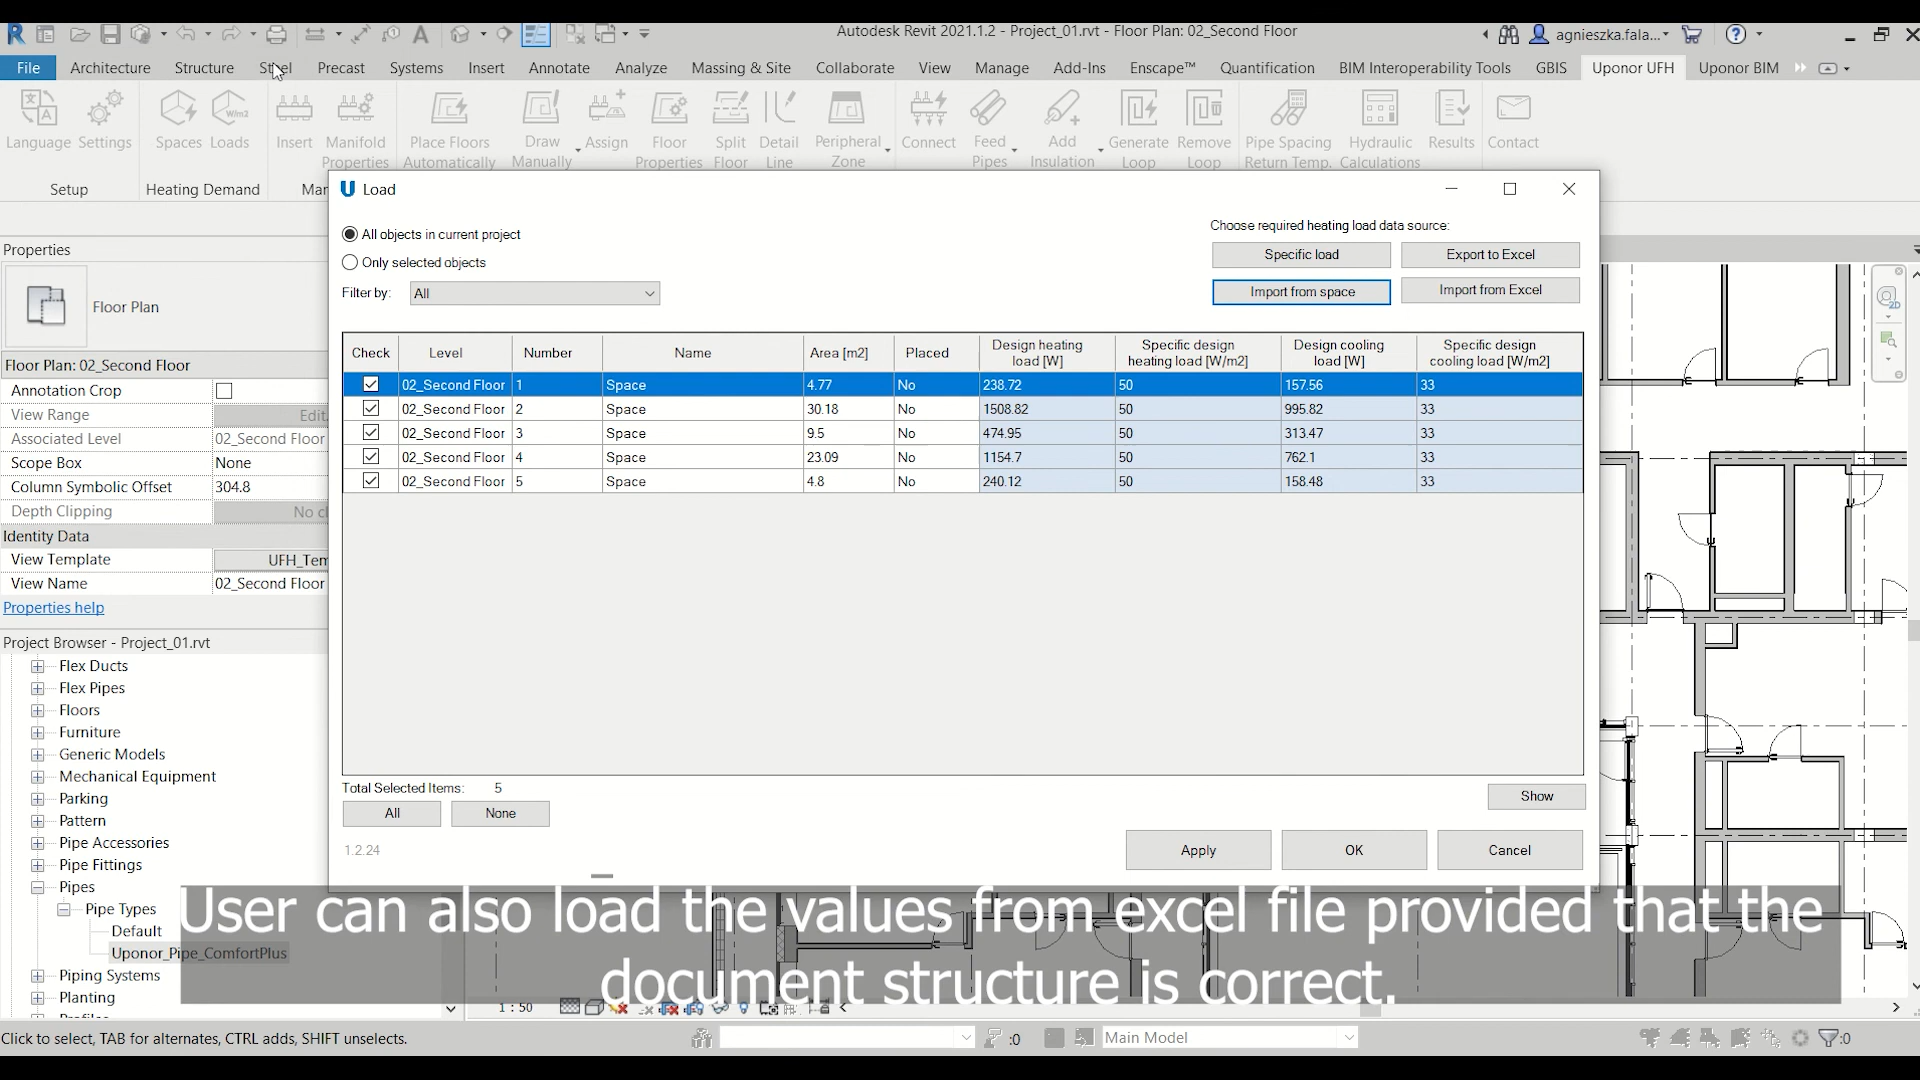 Autodesk Revit 2021.1.2 - Project_01.rvt - Floor Plan: 02_Second Floor
agnieszka.fala...
File Architecture Structure Steel Precast Systems Insert Annotate Analyze Massing & Site Collaborate View Manage Add-Ins Enscape™ Quantification BIM Interoperability Tools GBIS Uponor UFH Uponor BIM
Language Settings Spaces Loads Insert Manifold Properties Place Floors Automatically Draw Manually Assign Floor Properties Split Floor Detail Line Peripheral Zone Connect Feed Pipes Add Insulation Generate Loop Remove Loop Pipe Spacing Return Temp. Hydraulic Calculations Results Contact
Setup Heating Demand Mar
U Load
All objects in current project
Only selected objects
Filter by: All
Choose required heating load data source:
Specific load Export to Excel
Import from space Import from Excel
Check Level Number Name Area [m2] Placed Design heating load [W] Specific design heating load [W/m2] Design cooling load [W] Specific design cooling load [W/m2]
02_Second Floor 1 Space 4.77 No 238.72 50 157.56 33
02_Second Floor 2 Space 30.18 No 1508.82 50 995.82 33
02_Second Floor 3 Space 9.5 No 474.95 50 313.47 33
02_Second Floor 4 Space 23.09 No 1154.7 50 762.1 33
02_Second Floor 5 Space 4.8 No 240.12 50 158.48 33
Total Selected Items: 5
All None
Show
1.2.24
Apply OK Cancel
Properties
Floor Plan
Floor Plan: 02_Second Floor
Annotation Crop
View Range Edit.
Associated Level 02_Second Floor
Scope Box None
Column Symbolic Offset 304.8
Depth Clipping No cl
Identity Data
View Template UFH_Tem
View Name 02_Second Floor
Properties help
Project Browser - Project_01.rvt
Flex Ducts
Flex Pipes
Floors
Furniture
Generic Models
Mechanical Equipment
Parking
Pattern
Pipe Accessories
Pipe Fittings
Pipes
Pipe Types
Default
Uponor_Pipe_ComfortPlus
Piping Systems
Planting
User can also load the values from excel file provided that the
document structure is correct.
1 : 50
Click to select, TAB for alternates, CTRL adds, SHIFT unselects.
:0
Main Model
:0